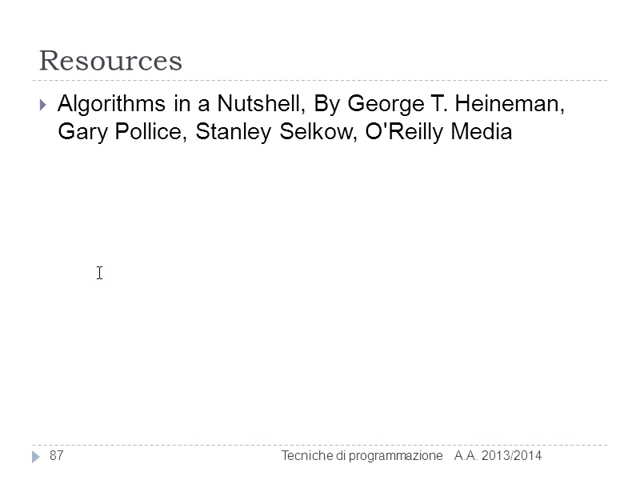 Resources
Algorithms in a Nutshell, By George T. Heineman,
Gary Pollice, Stanley Selkow, O'Reilly Media
87 Tecniche di programmazione A.A. 2013/2014